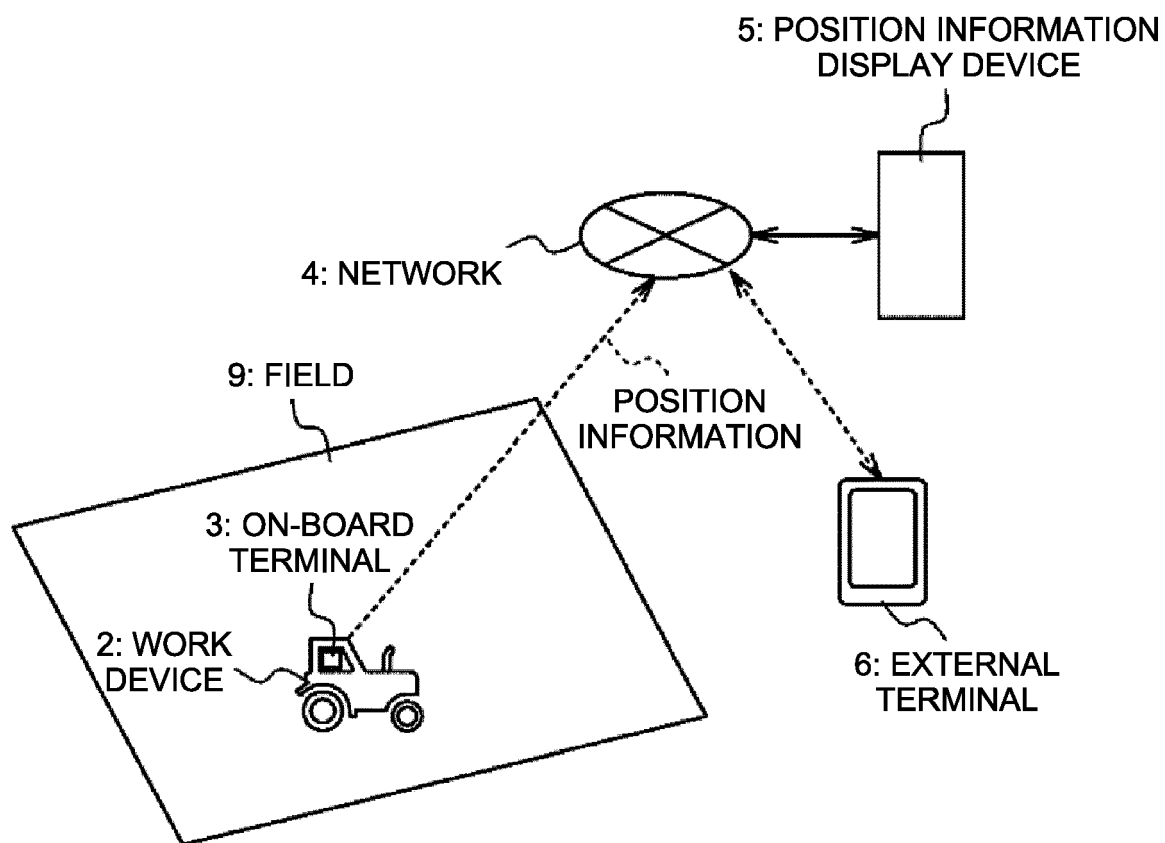 5: POSITION INFORMATION
DISPLAY DEVICE
4: NETWORK
9: FIELD
POSITION
INFORMATION
3: ON-BOARD
TERMINAL
2: WORK
DEVICE
6: EXTERNAL
TERMINAL